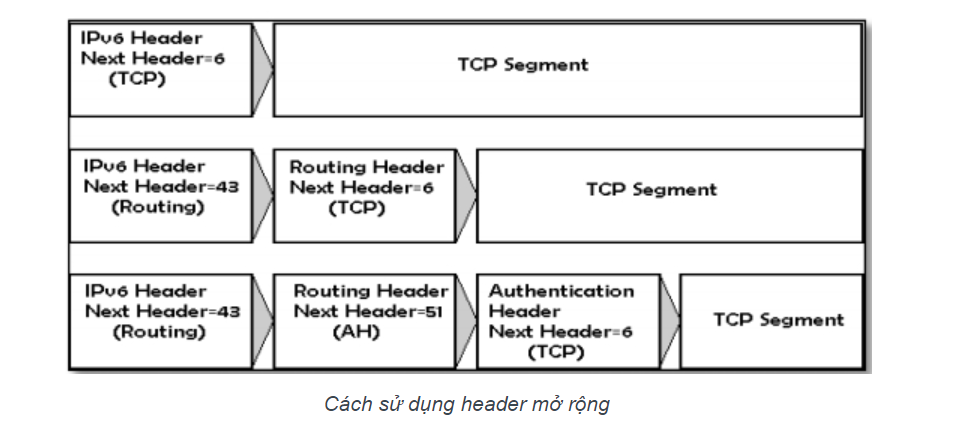 IPv6 Header
Next Header=6
(TCP)
TCP Segment
IPv6 Header
Next Header=43
(Routing)
Routing Header
Next Header=6
(TCP)
TCP Segment
IPv6 Header
Next Header=43
(Routing)
Routing Header
Next Header=51
(AH)
Authentication
Header
Next Header=6
(TCP)
TCP Segment
Cách sử dụng header mở rộng